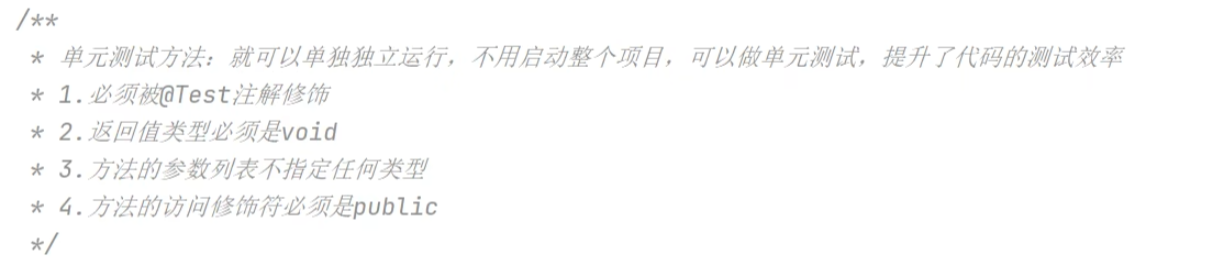 /**
 * 单元测试方法：就可以单独独立运行，不用启动整个项目，可以做单元测试，提升了代码的测试效率
 * 1.必须被@Test注解修饰
 * 2.返回值类型必须是void
 * 3.方法的参数列表不指定任何类型
 * 4.方法的访问修饰符必须是public
 */